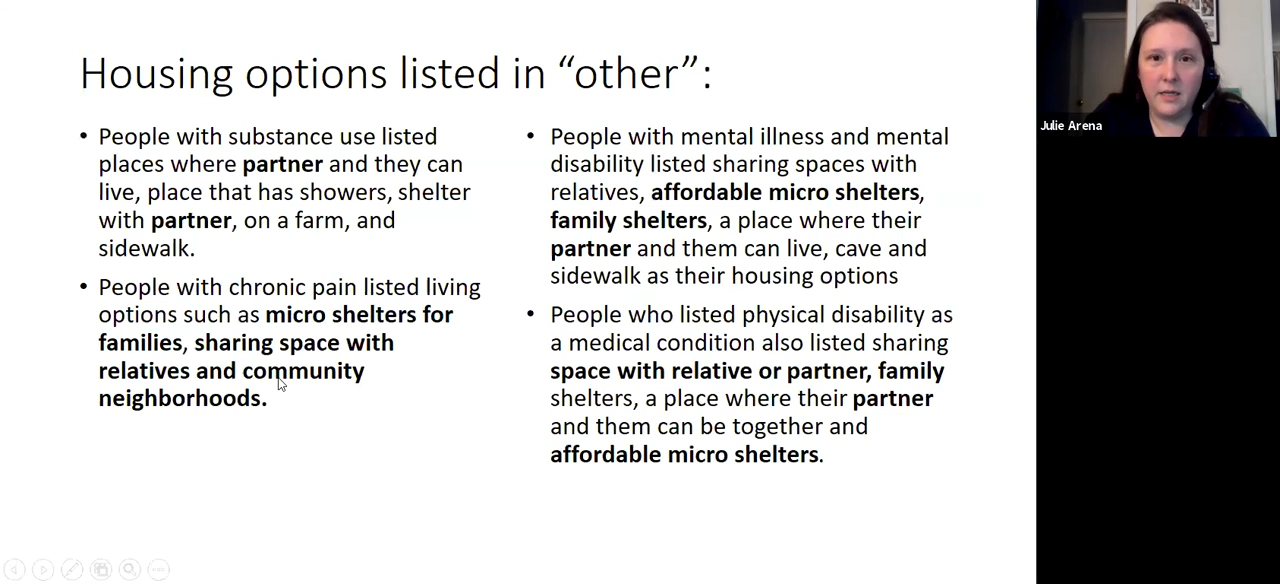 Housing options listed in “other”:
• People with substance use listed
places where partner and they can
live, place that has showers, shelter
with partner, on a farm, and
sidewalk.
• People with chronic pain listed living
options such as micro shelters for
families, sharing space with
relatives and community
neighborhoods.
• People with mental illness and mental
disability listed sharing spaces with
relatives, affordable micro shelters,
family shelters, a place where their
partner and them can live, cave and
sidewalk as their housing options
• People who listed physical disability as
a medical condition also listed sharing
space with relative or partner, family
shelters, a place where their partner
and them can be together and
affordable micro shelters.
Julie Arena